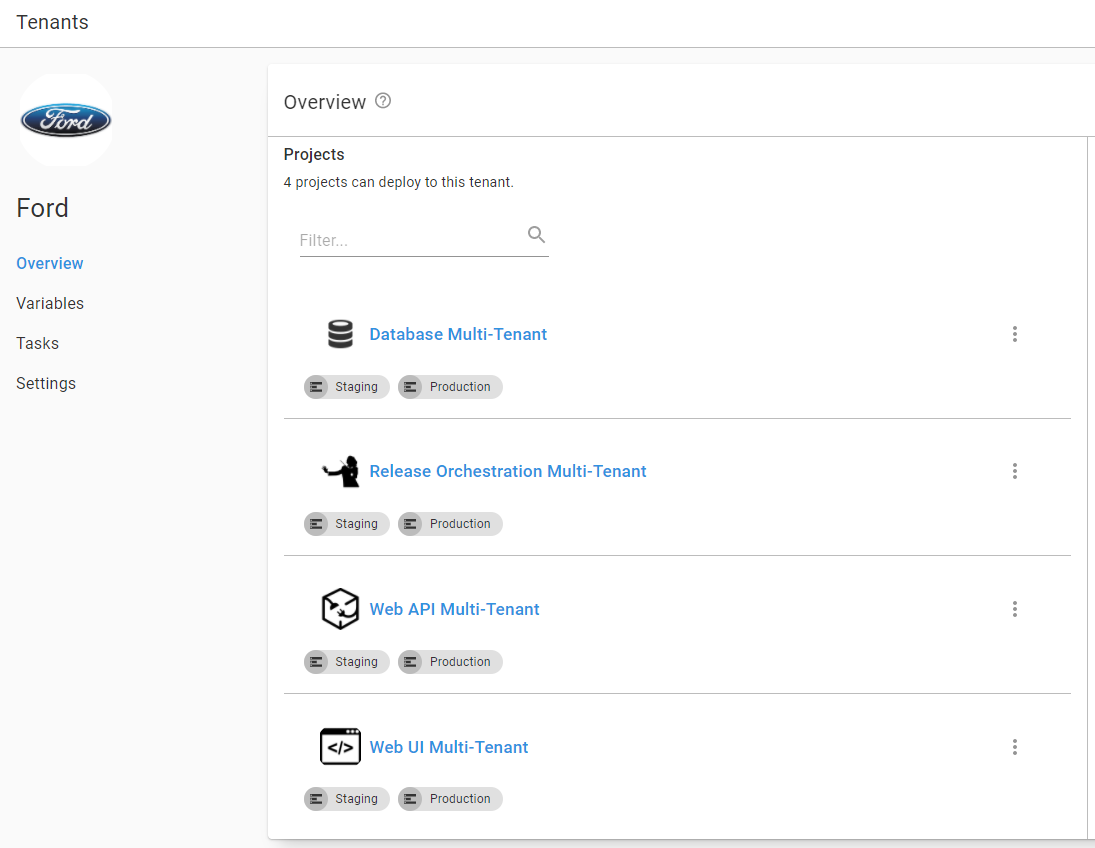 Tenants
Ford
Ford
Overview
Variables
Tasks
Settings
Overview
Projects
4 projects can deploy to this tenant.
Filter...
Database Multi-Tenant
Staging Production
Release Orchestration Multi-Tenant
Staging Production
Web API Multi-Tenant
Staging Production
</> Web UI Multi-Tenant
Staging Production